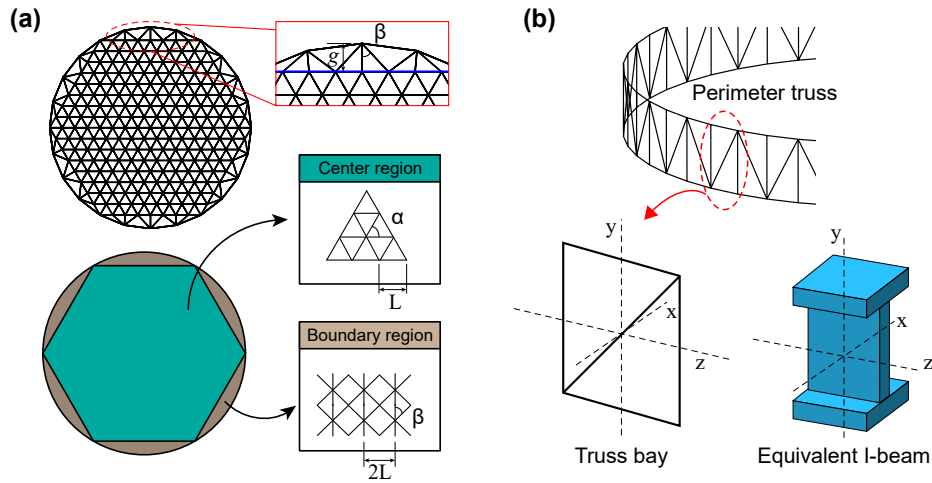 (a)
β
g
Center region
α
L
Boundary region
β
2L
(b)
Perimeter truss
y
x
z
Truss bay
y
x
z
Equivalent I-beam